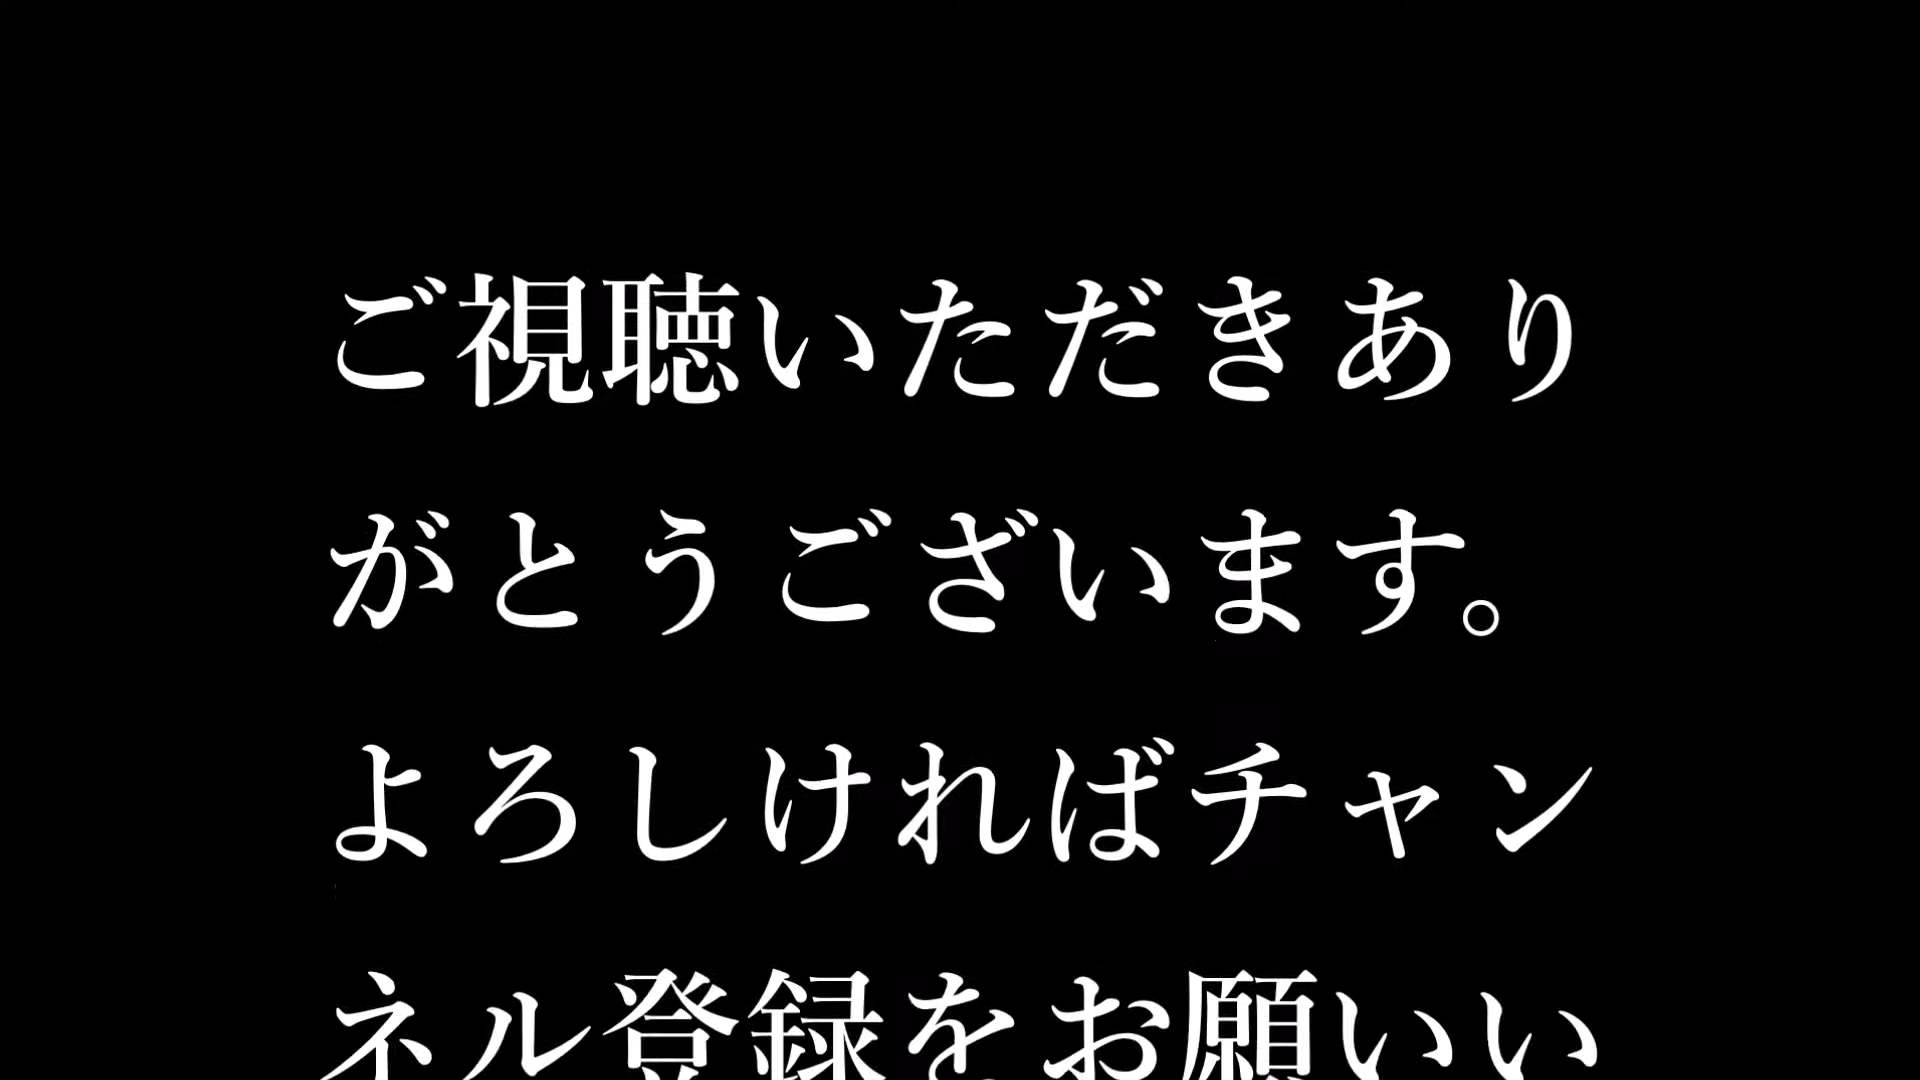 ご視聴いただきあり
がとうございます。
よろしければチャン
ネル登録をお願いい